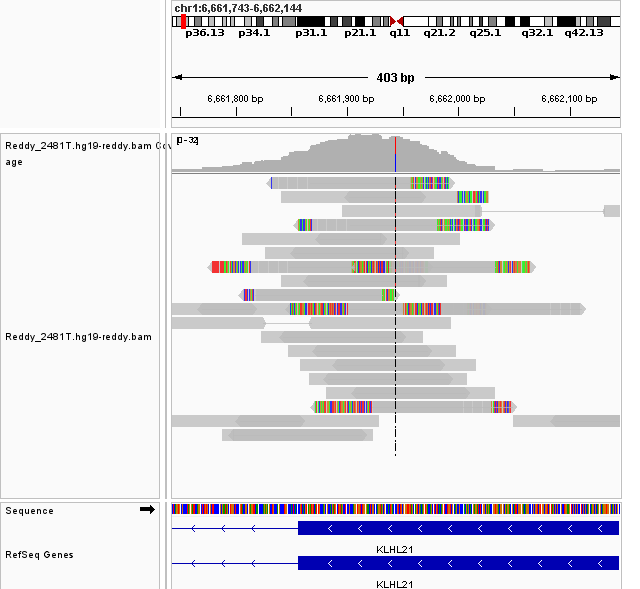 chr1:6,661,743-6,662,144
p36.13 p34.1 p31.1 p21.1 q11 q21.2 q25.1 q32.1 q42.13
403 bp
6,661,800 bp 6,661,900 bp 6,662,000 bp 6,662,100 bp
[0-32]
Reddy_2481T.hg19-reddy.bam Cov
age
Reddy_2481T.hg19-reddy.bam
Sequence
KLHL21
RefSeq Genes
KLHL21